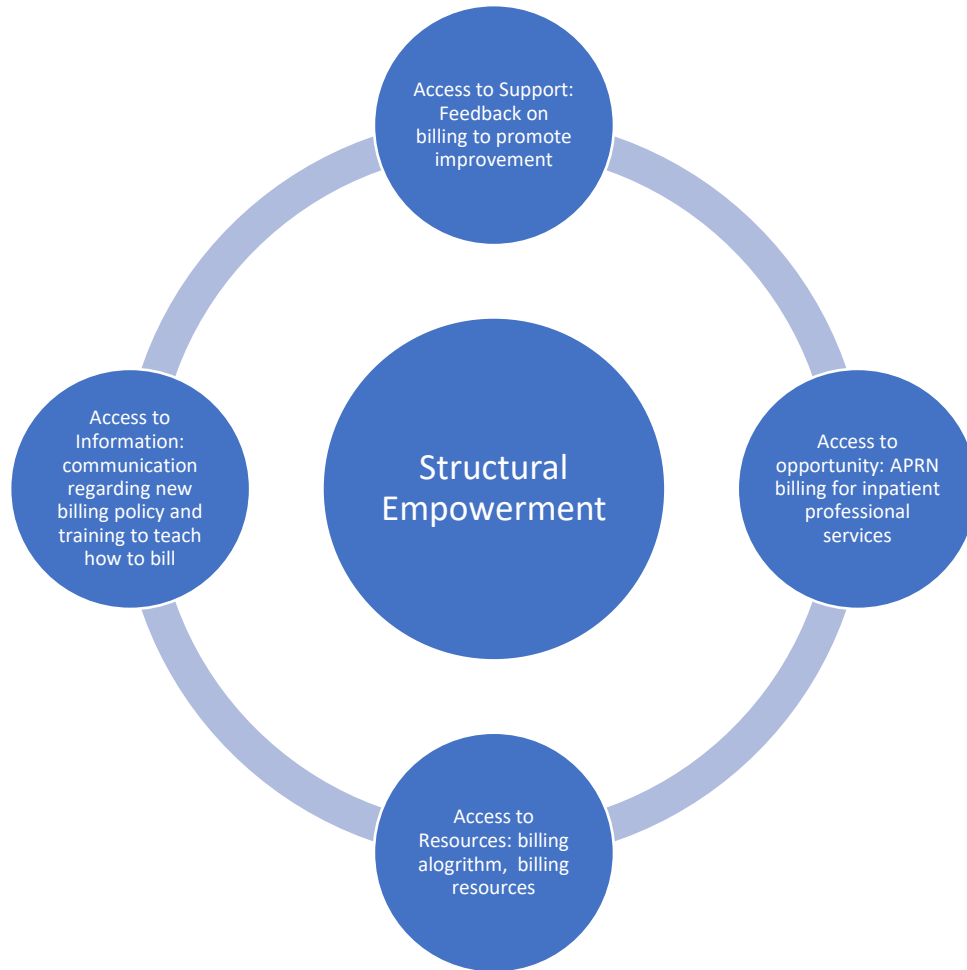 Access to Support:
Feedback on
billing to promote
improvement
Access to
Information:
communication
regarding new
billing policy and
training to teach
how to bill
Structural
Empowerment
Access to
opportunity: APRN
billing for inpatient
professional
services
Access to
Resources: billing
alogrithm,  billing
resources